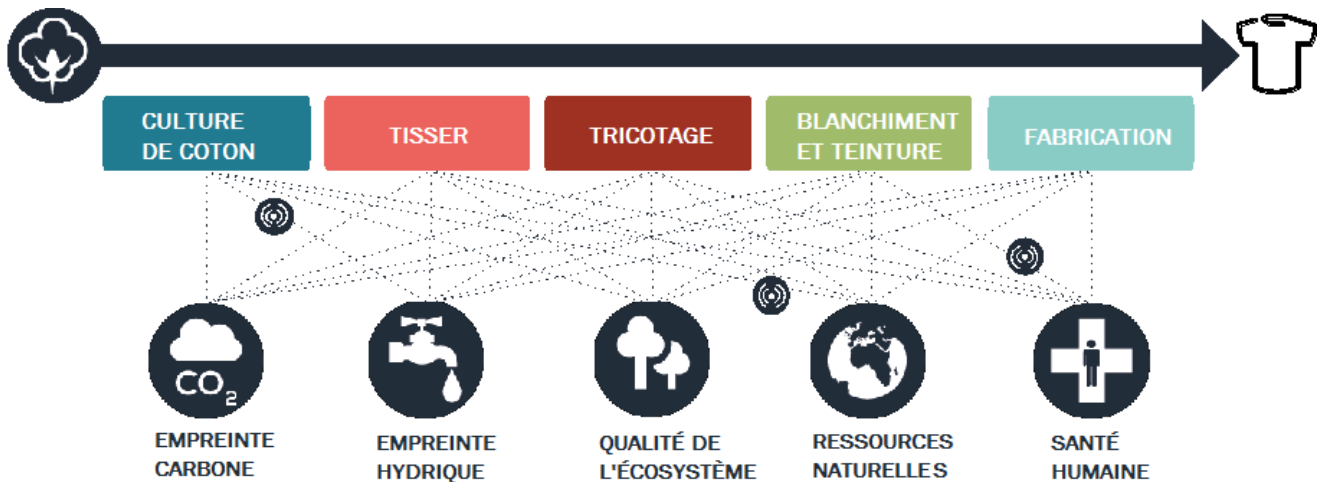 CULTURE
DE COTON
TISSER
TRICOTAGE
BLANCHIMENT
ET TEINTURE
FABRICATION
CO2
EMPREINTE
CARBONE
EMPREINTE
HYDRIQUE
QUALITÉ DE
L'ÉCOSYSTÈME
RESSOURCES
NATURELLES
SANTÉ
HUMAINE